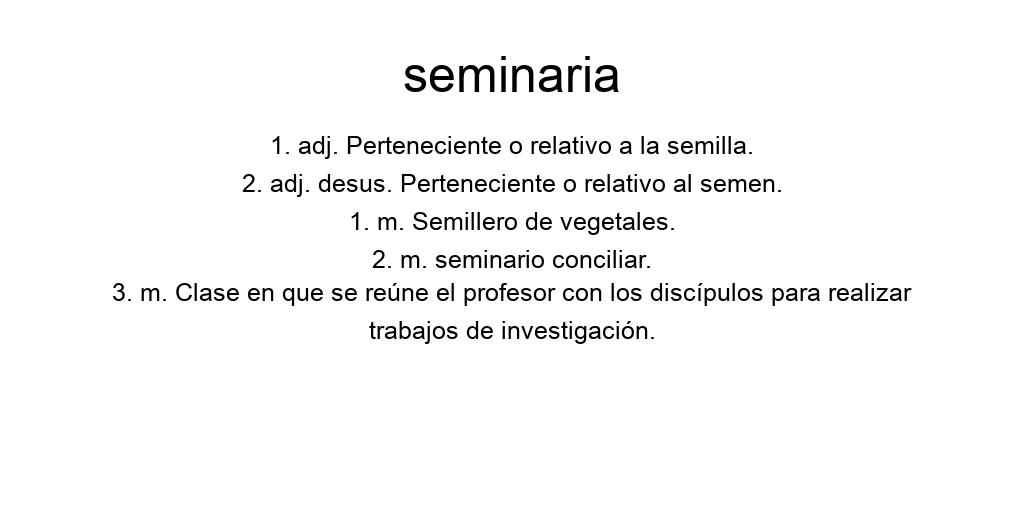 seminaria
1. adj. Perteneciente o relativo a la semilla.
2. adj. desus. Perteneciente o relativo al semen.
1. m. Semillero de vegetales.
2. m. seminario conciliar.
3. m. Clase en que se reúne el profesor con los discípulos para realizar
trabajos de investigación.